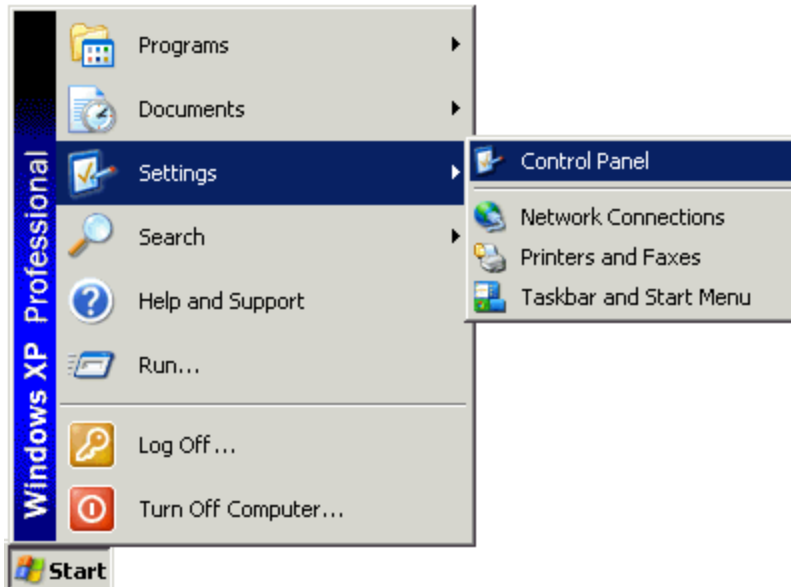 Programs
Documents
Settings
Search
Help and Support
Run...
Log Off...
Turn Off Computer...
Control Panel
Network Connections
Printers and Faxes
Taskbar and Start Menu
Windows XP Professional
Start